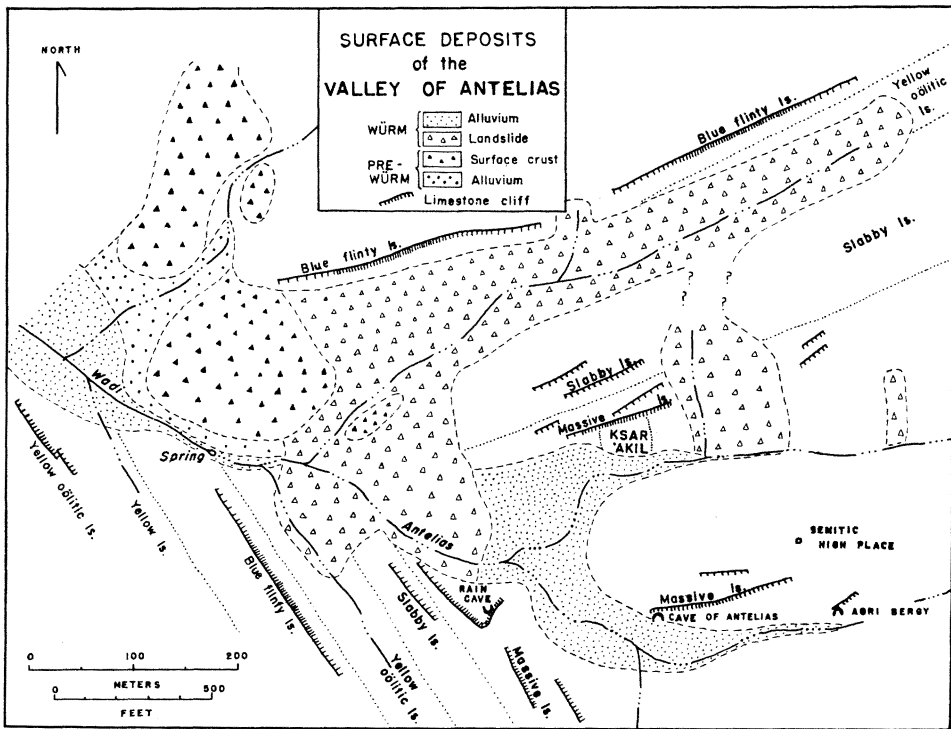 SURFACE DEPOSITS
of the
VALLEY OF ANTELIAS
WÜRM
Alluvium
Landslide
PRE-
WÜRM
Surface crust
Alluvium
Limestone cliff
NORTH
Blue flinty ls.
Yellow
oölitic
ls.
Blue flinty ls.
Slabby ls.
?
?
?
?
Wadi
Slabby ls.
Massive ls.
KSAR
'AKIL
Spring
Antelias
SEMITIC
HIGH PLACE
Yellow oölitic ls.
Yellow ls.
Blue flinty ls.
RAIN
CAVE
Slabby ls.
Massive ls.
CAVE OF ANTELIAS
ABRI BERGY
Yellow
oölitic ls.
Massive ls.
0 100 200
METERS
0 500
FEET